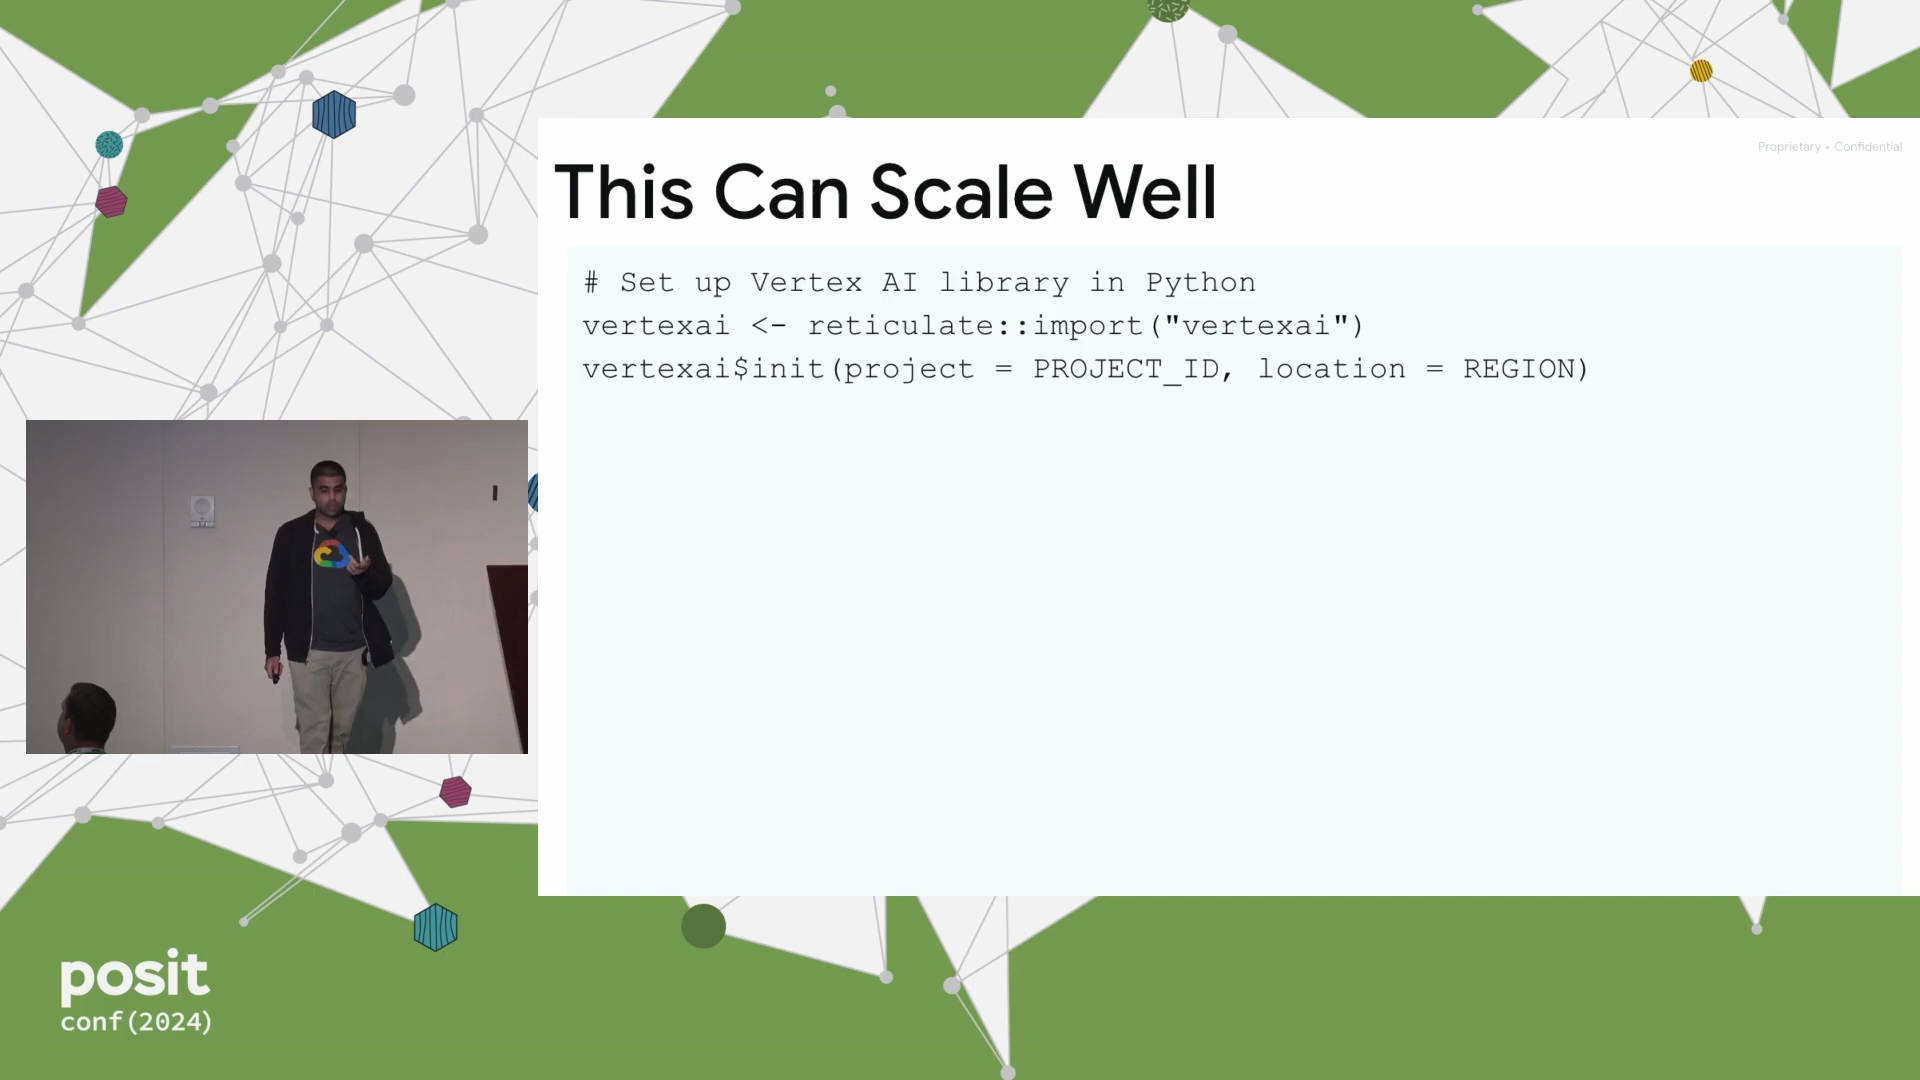 Proprietary + Confidential
This Can Scale Well
# Set up Vertex AI library in Python
vertexai <- reticulate::import("vertexai")
vertexai$init(project = PROJECT_ID, location = REGION)
posit
conf(2024)